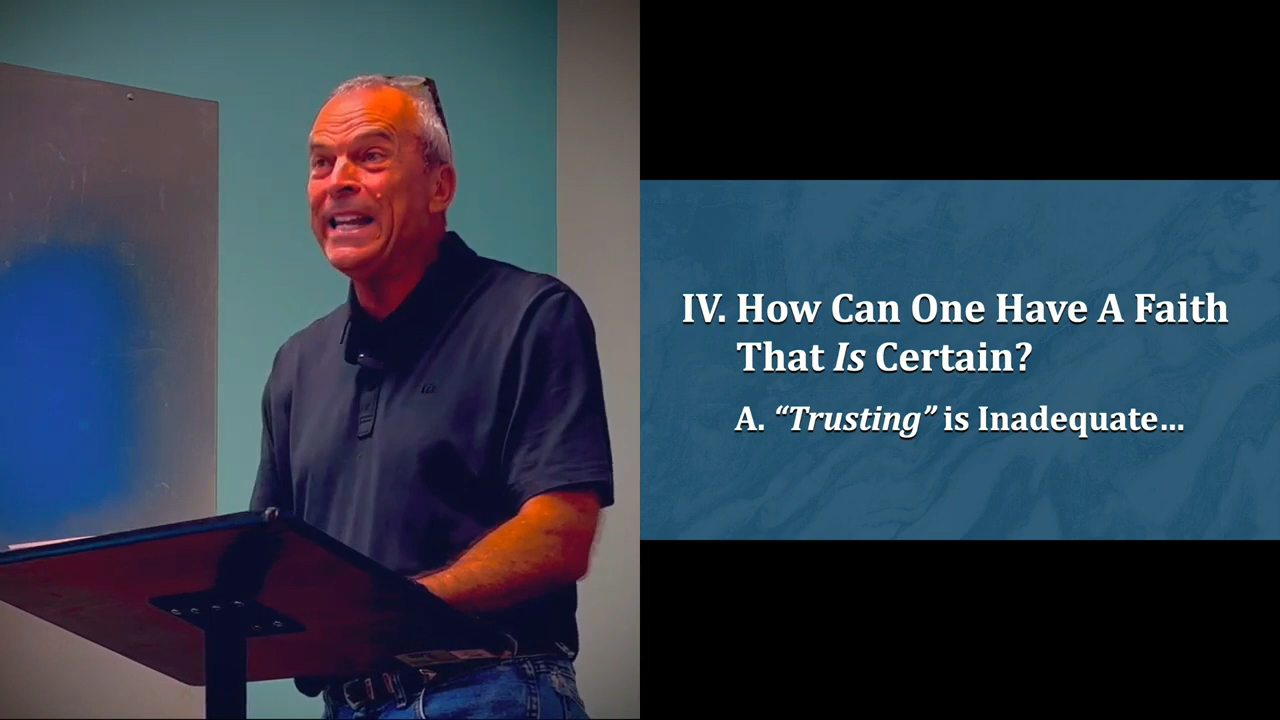 IV. How Can One Have A Faith
That Is Certain?
A. “Trusting” is Inadequate...